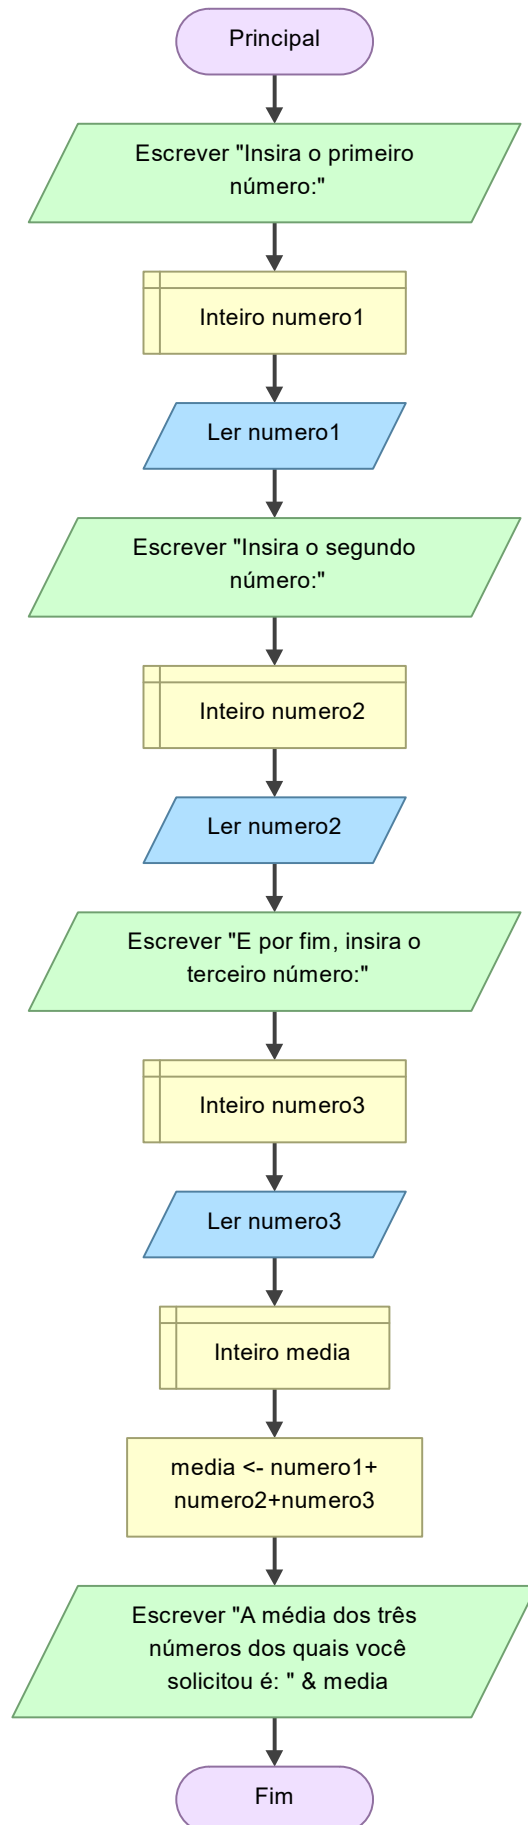 Principal
Escrever "Insira o primeiro
número:"
Inteiro numero1
Ler numero1
Escrever "Insira o segundo
número:"
Inteiro numero2
Ler numero2
Escrever "E por fim, insira o
terceiro número:"
Inteiro numero3
Ler numero3
Inteiro media
media <- numero1+
numero2+numero3
Escrever "A média dos três
números dos quais você
solicitou é: " & media
Fim